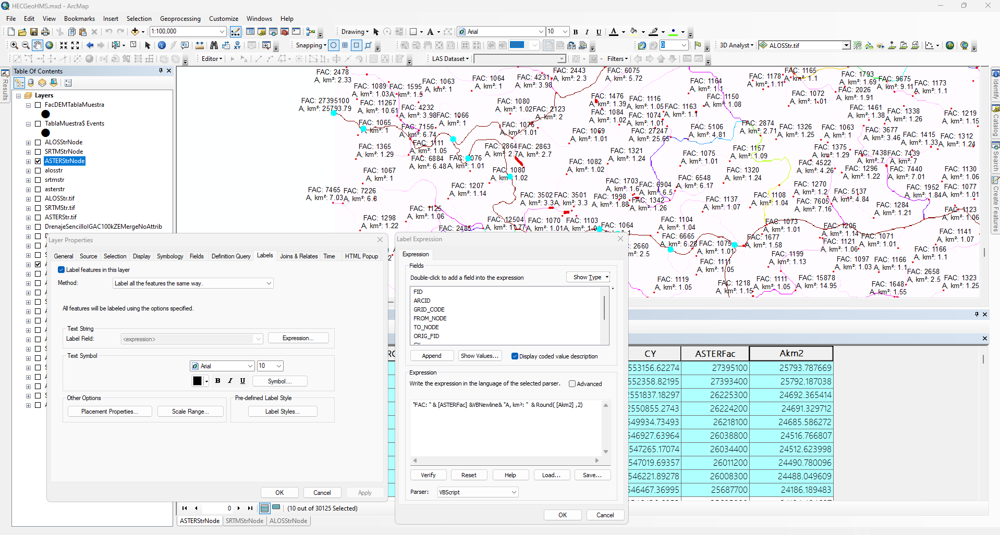 HECGeoHMS.mxd - ArcMap
File Edit View Bookmarks Insert Selection Geoprocessing Customize Windows Help
1:100,000
Drawing
Arial 10 B I U A
Snapping
100%
0
3D Analyst
ALOSStr.tif
Editor
LAS Dataset
Filters
Results
Table Of Contents
Layers
FacDEMTablaMuestra
TablaMuestra$ Events
ALOSStrNode
SRTMStrNode
ASTERStrNode
alosstr
srtmstr
asterstr
ALOSStr.tif
SRTMStr.tif
ASTERStr.tif
DrenajeSencilloIGAC100kZEMergeNoAttrib
Identify
Catalog
Search
Create Features
FAC: 2478
A, km²: 2.33
FAC: 1089
A, km²: 1.03
FAC: 1595
A, km²: 1.5
FAC: 1063
A, km²: 1
FAC: 1064
A, km²: 1
FAC: 4231
A, km²: 3.98
FAC: 2443
A, km²: 2.3
FAC: 6075
A, km²: 5.72
FAC: 1164
FAC: 1178
A, km²: 1.11
FAC: 1165
A, km²: 1.1
FAC: 1793
A, km²: 1.69
FAC: 9675
A, km²: 9.11
FAC: 1173
A, km²: 1.1
FAC: 27395100
A, km²: 25793.79
FAC: 11267
A, km²: 10.61
FAC: 4232
A, km²: 3.98
FAC: 1066
A, km²: 1
FAC: 1080
A, km²: 1.02
FAC: 2123
A, km²: 2
FAC: 1476
A, km²: 1.39
FAC: 1116
A, km²: 1.05
FAC: 1150
A, km²: 1.08
FAC: 1072
A, km²: 1.01
FAC: 2026
A, km²: 1.91
FAC: 1084
A, km²: 1.02
FAC: 1074
A, km²: 1.01
FAC: 1163
A, km²: 1.1
FAC: 1461
A, km²: 1.38
FAC: 1338
A, km²: 1.26
FAC: 1219
A, km²: 1.15
FAC: 1065
A, km²: 1
FAC: 7156
A, km²: 6.74
FAC: 1076
A, km²: 1.01
FAC: 1069
A, km²: 1.01
FAC: 27247
A, km²: 25.65
FAC: 5106
A, km²: 4.81
FAC: 2874
A, km²: 2.71
FAC: 1326
A, km²: 1.25
FAC: 1063
A, km²: 1
FAC: 3677
A, km²: 3.46
FAC: 1415
A, km²: 1.33
FAC: 1312
A, km²: 1.24
FAC: 1365
A, km²: 1.29
FAC: 1111
A, km²: 1.05
FAC: 6884
A, km²: 6.48
FAC: 1076
A, km²: 1.01
FAC: 2864
A, km²: 2.7
FAC: 2863
A, km²: 2.7
FAC: 1321
A, km²: 1.24
FAC: 1075
A, km²: 1.01
FAC: 1157
A, km²: 1.09
FAC: 1375
A, km²: 1.29
FAC: 7438
FAC: 7439
FAC: 1067
A, km²: 1
FAC: 1080
A, km²: 1.02
FAC: 1082
A, km²: 1.02
FAC: 1320
A, km²: 1.24
FAC: 4522
A, km²: 4.26
FAC: 1296
A, km²: 1.22
FAC: 7440
A, km²: 7.01
FAC: 1130
A, km²: 1.06
FAC: 7465
A, km²: 7.03
FAC: 7226
A, km²: 6.8
FAC: 1207
A, km²: 1.14
FAC: 3502
A, km²: 3.3
FAC: 3501
A, km²: 3.3
FAC: 1703
A, km²: 1.6
FAC: 6904
A, km²: 6.5
FAC: 6548
A, km²: 6.17
FAC: 1998
A, km²: 1.88
FAC: 1342
A, km²: 1.26
FAC: 1137
A, km²: 1.07
FAC: 1108
A, km²: 1.04
FAC: 1270
A, km²: 1.2
FAC: 7605
A, km²: 7.16
FAC: 5137
A, km²: 4.84
FAC: 1952
A, km²: 1.84
FAC: 1077
A, km²: 1.01
FAC: 1284
A, km²: 1.21
FAC: 1123
A, km²: 1.06
FAC: 1298
A, km²: 1.22
FAC: 1125
A, km²: 1.06
FAC: 2485
FAC: 12504
A, km²: 11.77
FAC: 1070
A, km²: 1.01
FAC: 1103
FAC: 1064
FAC: 1104
A, km²: 1.04
FAC: 1073
A, km²: 1.01
FAC: 1206
A, km²: 1.14
FAC: 1141
A, km²: 1.07
2660
2.5
FAC: 6665
A, km²: 6.28
FAC: 1075
A, km²: 1.01
FAC: 1677
A, km²: 1.58
FAC: 1121
A, km²: 1.06
FAC: 1071
A, km²: 1.01
FAC: 1199
A, km²: 1.13
FAC: 1097
A, km²: 1.03
FAC: 1166
A, km²: 1.1
FAC: 1166
A, km²: 1.1
FAC: 1111
A, km²: 1.05
FAC: 1119
A, km²: 1.05
FAC: 1218
A, km²: 1.15
FAC: 1111
A, km²: 1.05
FAC: 15878
A, km²: 14.95
FAC: 1648
A, km²: 1.55
FAC: 2658
A, km²: 2.5
FAC: 1323
A, km²: 1.25
Layer Properties
General Source Selection Display Symbology Fields Definition Query Labels Joins & Relates Time HTML Popup
Label features in this layer
Method: Label all the features the same way.
All features will be labeled using the options specified.
Text String
Label Field: <expression> Expression...
Text Symbol
Arial 10
B I U Symbol....
Other Options
Placement Properties... Scale Range...
Pre-defined Label Style
Label Styles...
OK Cancel Apply
Label Expression
Expression
Fields
Double-click to add a field into the expression Show Type
FID
ARCID
GRID_CODE
FROM_NODE
TO_NODE
ORIG_FID
Append Show Values... Display coded value description
Expression
Write the expression in the language of the selected parser. Advanced
"FAC: " & [ASTERFac] &VBNewline& "A, km²: " & Round( [Akm2] ,2)
Verify Reset Help Load... Save...
Parser: VBScript
OK Cancel
CY ASTERFac Akm2
553156.62274 27395100 25793.787669
552358.82195 27393400 25792.187038
2551837.18297 26225300 24692.365414
2550855.2743 26224200 24691.329712
549934.73493 26218100 24685.586272
546927.63964 26038800 24516.766807
547265.17074 26034400 24512.623998
547019.69357 26011200 24490.780096
546221.89278 26008300 24488.049609
546467.36995 25687700 24186.189483
0 (10 out of 30125 Selected)
ASTERStrNode SRTMStrNode ALOSStrNode